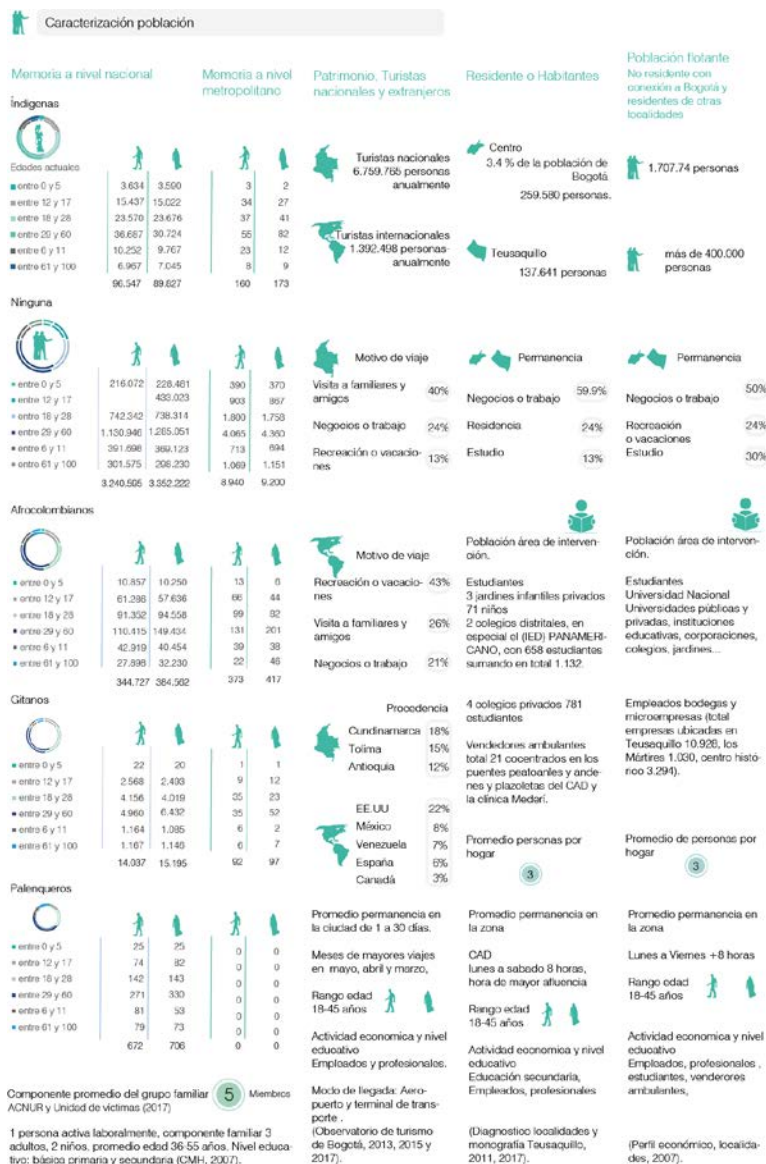 Caracterización población
Memoria a nivel nacional
Memoria a nivel
metropolitano
Índigenas
Edades actuales
entre 0 y 5 3.634 3.590 3 2
entre 12 y 17 15.437 15.022 34 27
entre 18 y 28 23.570 23.676 37 41
entre 29 y 60 36.687 30.724 55 82
entre 6 y 11 10.252 9.767 23 12
entre 61 y 100 6.967 7.045 8 9
96.547 89.827 160 173
Ninguna
entre 0 y 5 216.072 228.481 390 370
entre 12 y 17 433.023 903 867
entre 18 y 28 742.342 738.314 1.800 1.758
entre 29 y 60 1.130.946 1.265.051 4.065 4.360
entre 6 y 11 391.698 369.123 713 694
entre 61 y 100 301.575 298.230 1.069 1.151
3.240.595 3.352.222 8.940 9.200
Afrocolombianos
entre 0 y 5 10.857 10.250 13 6
entre 12 y 17 61.286 57.636 66 44
entre 18 y 28 91.352 94.558 99 82
entre 29 y 60 110.415 149.434 131 201
entre 6 y 11 42.919 40.454 39 38
entre 61 y 100 27.898 32.230 22 46
344.727 384.562 373 417
Gitanos
entre 0 y 5 22 20 1 1
entre 12 y 17 2.568 2.493 9 12
entre 18 y 28 4.156 4.019 35 23
entre 29 y 60 4.960 6.432 35 52
entre 6 y 11 1.164 1.085 6 2
entre 61 y 100 1.167 1.146 6 7
14.037 15.195 92 97
Palenqueros
entre 0 y 5 25 25 0 0
entre 12 y 17 74 82 0 0
entre 18 y 28 142 143 0 0
entre 29 y 60 271 330 0 0
entre 6 y 11 81 53 0 0
entre 61 y 100 79 73 0 0
672 706 0 0
Componente promedio del grupo familiar 5 Miembros
ACNUR y Unidad de victimas (2017)
1 persona activa laboralmente, componente familiar 3
adultos, 2 niños, promedio edad 36-55 años. Nivel educa-
tivo: básica primaria y secundaria (CMH, 2007).
Patrimonio, Turistas
nacionales y extranjeros
Turistas nacionales
6.759.765 personas
anualmente
Turistas internacionales
1.392.498 personas
anualmente
Motivo de viaje
Visita a familiares y
amigos 40%
Negocios o trabajo 24%
Recreación o vacacio-
nes 13%
Motivo de viaje
Recreación o vacacio-
nes 43%
Visita a familiares y
amigos 26%
Negocios o trabajo 21%
Procedencia
Cundinamarca 18%
Tolima 15%
Antioquia 12%
EE.UU 22%
México 8%
Venezuela 7%
España 6%
Canadá 3%
Promedio permanencia en
la ciudad de 1 a 30 días.
Meses de mayores viajes
en mayo, abril y marzo,
Rango edad
18-45 años
Actividad economica y nivel
educativo
Empleados y profesionales.
Modo de llegada: Aero-
puerto y terminal de trans-
porte .
(Observatorio de turismo
de Bogotá, 2013, 2015 y
2017).
Residente o Habitantes
Centro
3.4 % de la población de
Bogotá.
259.580 personas.
Teusaquillo
137.641 personas
Permanencia
Negocios o trabajo 59.9%
Residencia 24%
Estudio 13%
Población área de interven-
ción.
Estudiantes
3 jardines infantiles privados
71 niños
2 colegios distritales, en
especial el (IED) PANAMERI-
CANO, con 658 estudiantes
sumando en total 1.132.
4 colegios privados 781
estudiantes
Vendedores ambulantes
total 21 cocentrados en los
puentes peatoanles y ande-
nes y plazoletas del CAD y
la clínica Mederi.
Promedio personas por
hogar
3
Promedio permanencia en
la zona
CAD
lunes a sabado 8 horas,
hora de mayor afluencia
Rango edad
18-45 años
Actividad economica y nivel
educativo
Educación secundaria,
Empleados, profesionales
(Diagnostico localidades y
monografia Teusaquillo,
2011, 2017).
Población flotante
No residente con
conexión a Bogotá y
residentes de otras
localidades
1.707.74 personas
más de 400.000
personas
Permanencia
Negocios o trabajo 50%
Recreación
o vacaciones 24%
Estudio 30%
Población área de interven-
ción.
Estudiantes
Universidad Nacional
Universidades públicas y
privadas, instituciones
educativas, corporaciones,
colegios, jardines...
Empleados bodegas y
microempresas (total
empresas ubicadas en
Teusaquillo 10.928, los
Mártires 1.030, centro histó-
rico 3.294).
Promedio de personas por
hogar
3
Promedio permanencia en
la zona
Lunes a Viernes +8 horas
Rango edad
18-45 años
Actividad economica y nivel
educativo
Empleados, profesionales ,
estudiantes, venderores
ambulantes,
(Perfil económico, localida-
des, 2007).